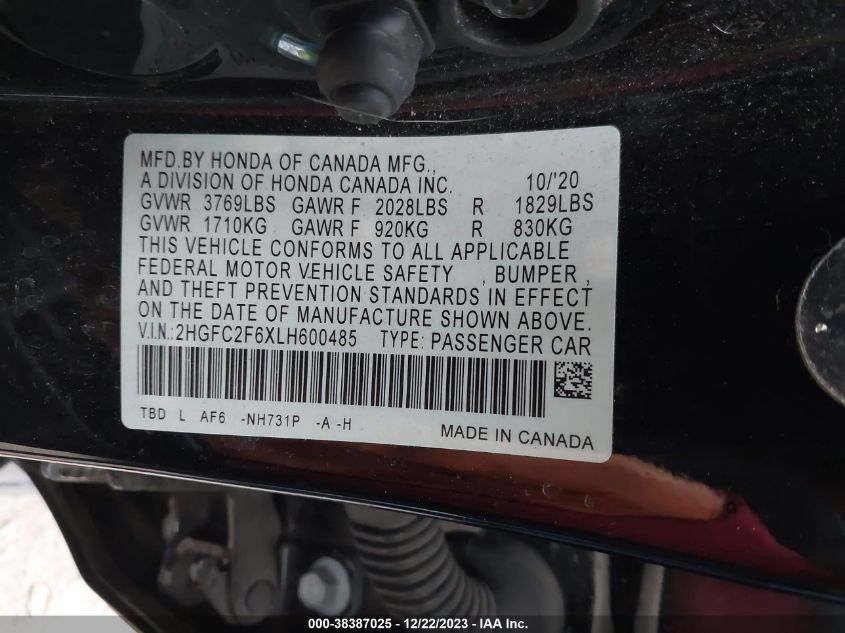 MFD.BY HONDA OF CANADA MFG.,
A DIVISION OF HONDA CANADA INC. 10/'20
GVWR 3769LBS GAWR F 2028LBS R 1829LBS
GVWR 1710KG GAWR F 920KG R 830KG
THIS VEHICLE CONFORMS TO ALL APPLICABLE
FEDERAL MOTOR VEHICLE SAFETY , BUMPER ,
AND THEFT PREVENTION STANDARDS IN EFFECT
ON THE DATE OF MANUFACTURE SHOWN ABOVE.
V.I.N.:2HGFC2F6XLH600485 TYPE: PASSENGER CAR
TBD L AF6 -NH731P -A -H
MADE IN CANADA
000-38387025 - 12/22/2023 - IAA Inc.